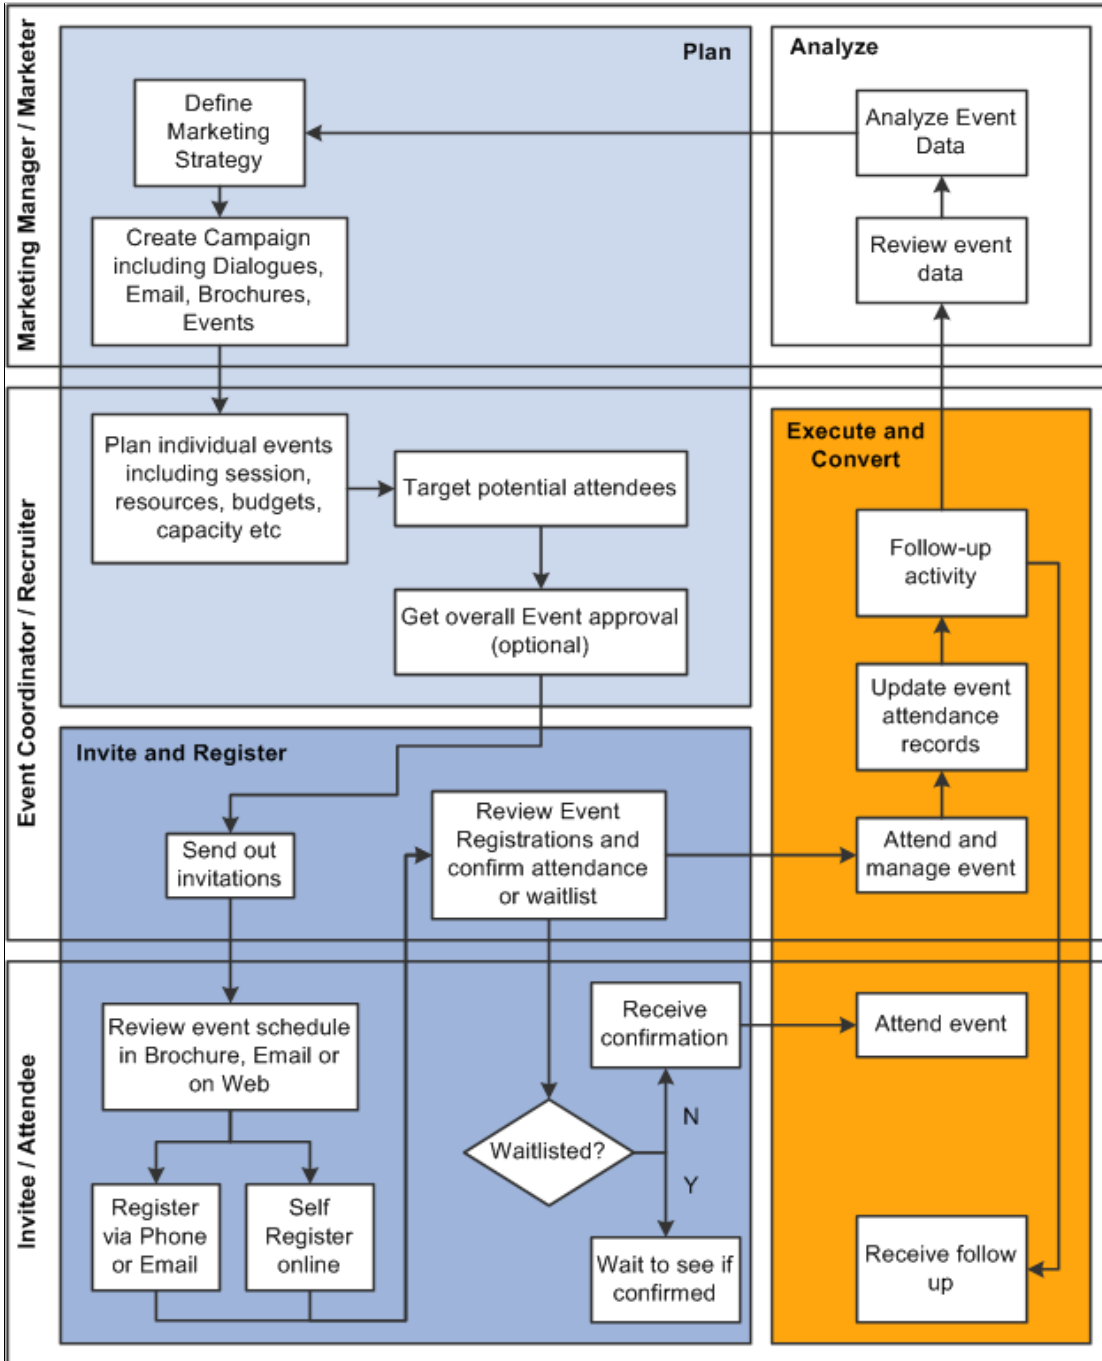 Marketing Manager / Marketer
Plan
Define
Marketing
Strategy
Create Campaign
including Dialogues,
Email, Brochures,
Events
Analyze
Analyze Event
Data
Review event
data
Event Coordinator / Recruiter
Plan individual events
including session,
resources, budgets,
capacity etc
Target potential attendees
Get overall Event approval
(optional)
Execute and
Convert
Follow-up
activity
Update event
attendance
records
Attend and
manage event
Invite and Register
Send out
invitations
Review Event
Registrations and
confirm attendance
or waitlist
Invitee / Attendee
Review event schedule
in Brochure, Email or
on Web
Register
via Phone
or Email
Self
Register
online
Waitlisted?
N
Y
Receive
confirmation
Wait to see if
confirmed
Attend event
Receive follow
up